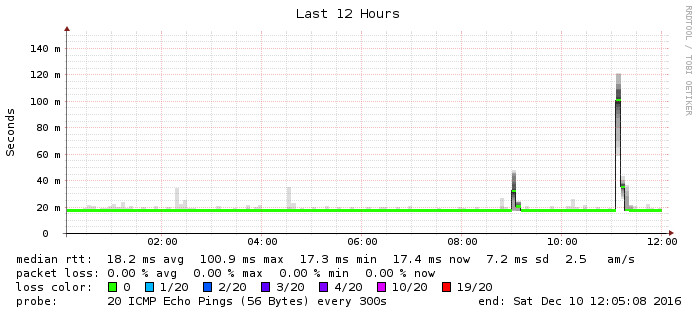 Last 12 Hours
RRDTOOL / TOBI OETIKER
Seconds
140 m
120 m
100 m
80 m
60 m
40 m
20 m
0
02:00 04:00 06:00 08:00 10:00 12:00
median rtt: 18.2 ms avg 100.9 ms max 17.3 ms min 17.4 ms now 7.2 ms sd 2.5 am/s
packet loss: 0.00 % avg 0.00 % max 0.00 % min 0.00 % now
loss color: 0 1/20 2/20 3/20 4/20 10/20 19/20
probe: 20 ICMP Echo Pings (56 Bytes) every 300s end: Sat Dec 10 12:05:08 2016